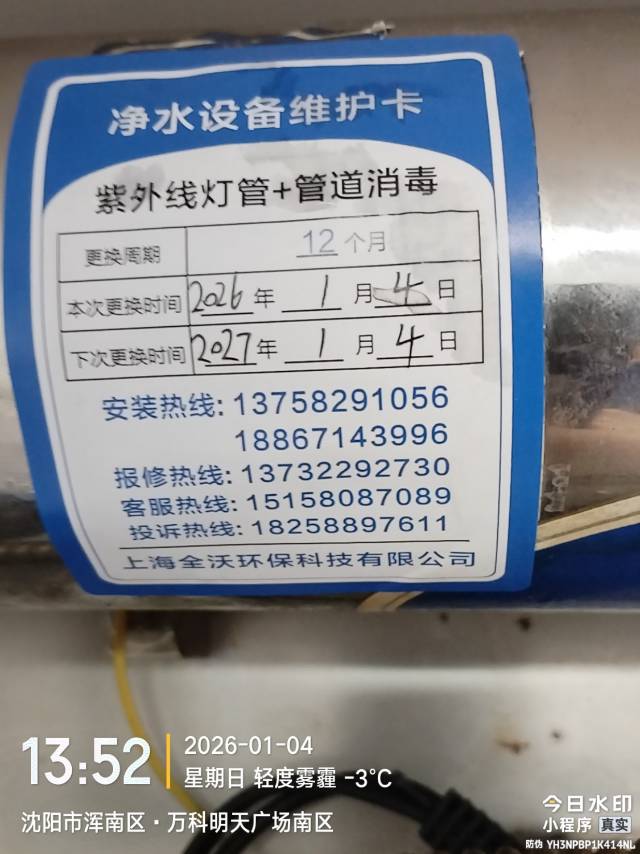 净水设备维护卡
紫外线灯管+管道消毒
更换周期 12个月
本次更换时间 2026年 1 月 4 日
下次更换时间 2027年 1 月 4 日
安装热线: 13758291056
18867143996
报修热线: 13732292730
客服热线: 15158087089
投诉热线: 18258897611
上海全沃环保科技有限公司
13:52
2026-01-04
星期日 轻度雾霾 -3℃
沈阳市浑南区·万科明天广场南区
今日水印
小程序 真实
防伪 YH3NPBP1K414NL